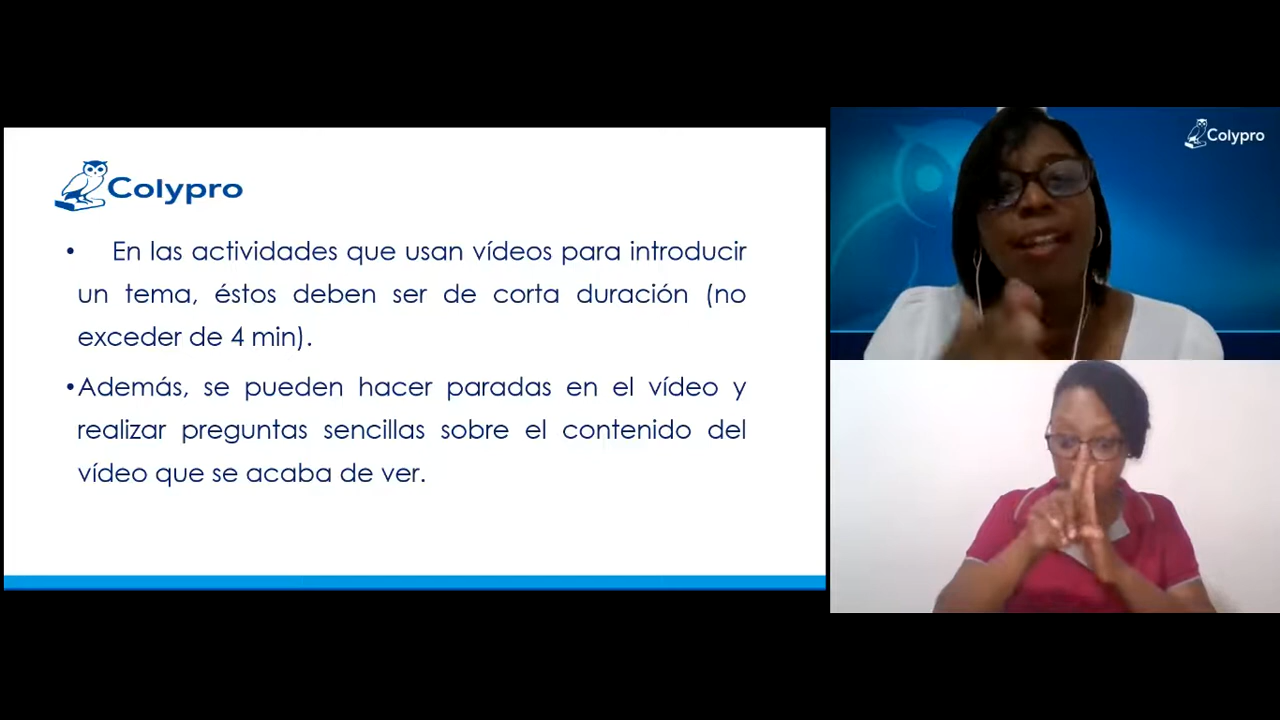 Colypro
• En las actividades que usan vídeos para introducir
un tema, éstos deben ser de corta duración (no
exceder de 4 min).
•Además, se pueden hacer paradas en el vídeo y
realizar preguntas sencillas sobre el contenido del
vídeo que se acaba de ver.
Colypro